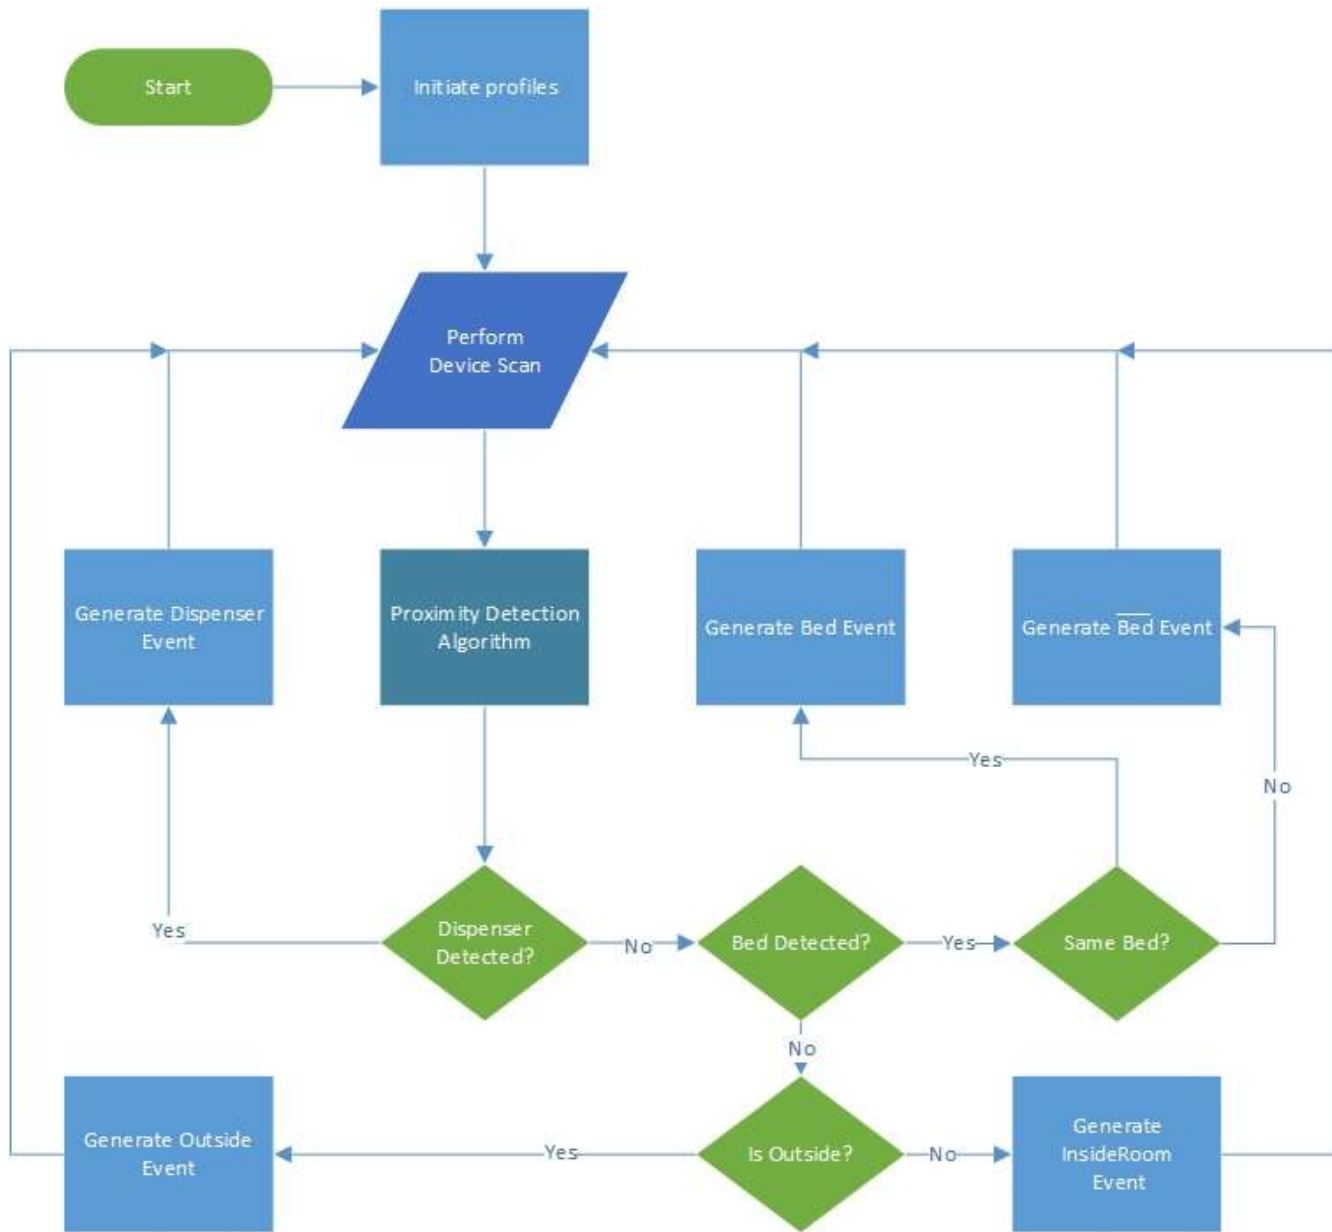 Start
Initiate profiles
Perform
Device Scan
Generate Dispenser
Event
Proximity Detection
Algorithm
Generate Bed Event
Generate B̅e̅d̅ Event
Yes
No
Dispenser
Detected?
Yes
No
Bed Detected?
Yes
Same Bed?
No
Generate Outside
Event
Yes
Is Outside?
No
Generate
InsideRoom
Event